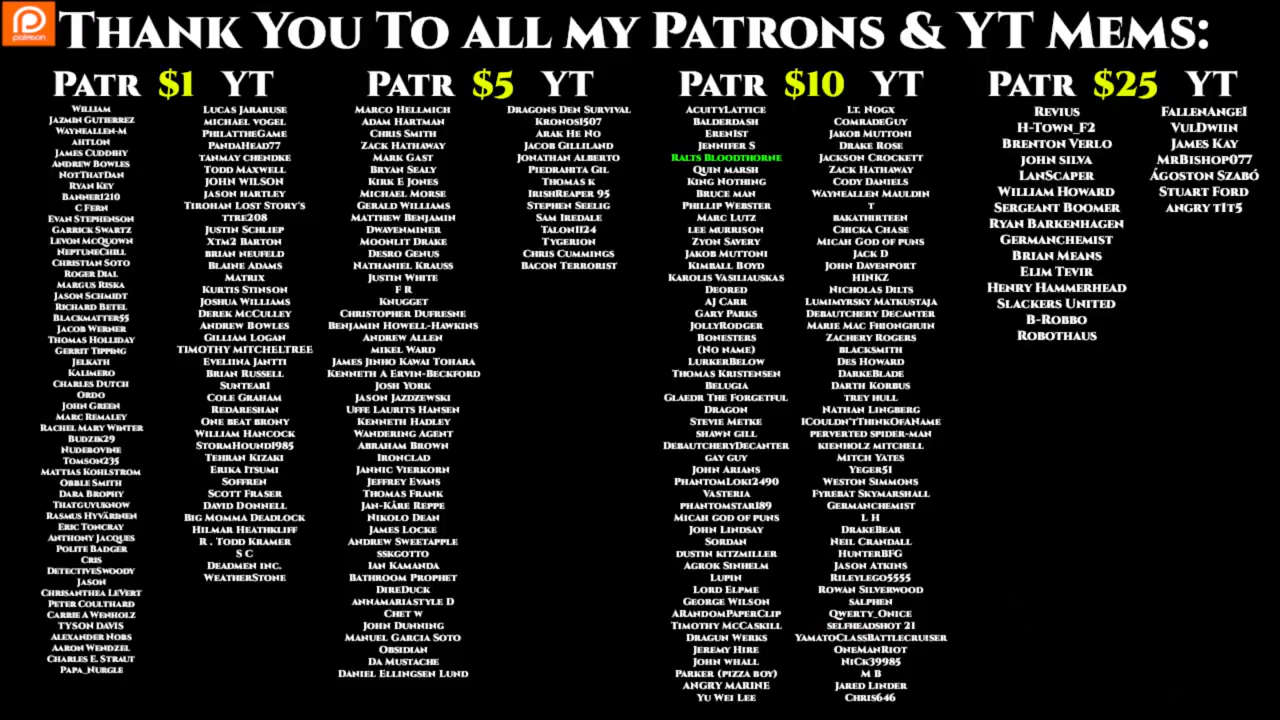 patreon
Thank You To all my Patrons & YT Mems:
Patr $1 YT
William
Jazmin Gutierrez
Wayneallen-M
Ahtlon
James Cuddihy
Andrew Bowles
NotThatDan
Ryan Key
Banner1210
C Fern
Evan Stephenson
Garrick Swartz
Levon McQuown
NeptuneChill
Christian Soto
Roger Dial
Margus Riska
Jason Schmidt
Richard Betel
Blackmatter55
Jacob Werner
Thomas Holliday
Gerrit Tipping
Jelkath
Kalimero
Charles Dutch
Ordo
John Green
Marc Remaley
Rachel Mary Winter
Budzik29
Nudebovine
Tomson235
Mattias Kohlstrom
Obble Smith
Dara Brophy
Thatguyuknow
Rasmus Hyvärinen
Eric Toncray
Anthony Jacques
Polite Badger
Cris
DetectiveSwoody
Jason
Chrisanthea LeVert
Peter Coulthard
Carrie A Wenholz
Tyson Davis
Alexander Nobs
Aaron Wendzel
Charles E. Straut
Papa_Nurgle
Lucas Jararuse
Michael Vogel
PhilatTheGame
PandaHead77
tanmay chendke
Todd Maxwell
John Wilson
jason hartley
Tirohan Lost Story's
ttre208
Justin Schliep
Xtm2 Barton
brian neufeld
Blaine Adams
Matrix
Kurtis Stinson
Joshua Williams
Derek McCulley
Andrew Bowles
Gilliam Logan
TIMOTHY MITCHELTREE
Eveliina Jantti
Brian Russell
Suntear1
Cole Graham
Redareshan
One beat brony
William Hancock
StormHound1985
Tehran Kizaki
Erika Itsumi
Soffren
Scott Fraser
David Donnell
Big Momma Deadlock
Hilmar Heathkliff
R . Todd Kramer
S C
Deadmen inc.
WeatherStone
Patr $5 YT
Marco Hellmich
Adam Hartman
Chris Smith
Zack Hathaway
Mark Gast
Bryan Sealy
Kirk E Jones
Michael Morse
Gerald Williams
Matthew Benjamin
Dwavenminer
Moonlit Drake
Desro Genus
Nathaniel Krauss
Justin White
F R
Knugget
Christopher Dufresne
Benjamin Howell-Hawkins
Andrew Allen
mikel Ward
James Jinho Kawai Tohara
Kenneth A Ervin-Beckford
Josh York
Jason Jazdzewski
Uffe Laurits Hansen
Kenneth Hadley
Wandering Agent
Abraham Brown
Ironclad
Jannic Vierkorn
Jeffrey Evans
Thomas Frank
Jan-Kåre Reppe
Nikolo Dean
James Locke
Andrew Sweetapple
sskgotto
Ian Kamanda
Bathroom Prophet
DireDuck
annamariastyle D
Chet W
John Dunning
Manuel Garcia Soto
Obsidian
Da Mustache
Daniel Ellingsen Lund
Dragons Den Survival
Kronos1507
Arak He No
Jacob Gilliland
Jonathan Alberto
Piedrahita Gil
Thomas K
IrishReaper 95
Stephen Seelig
Sam Iredale
Talon1124
Tygerion
Chris Cummings
Bacon Terrorist
Patr $10 YT
AcuityLattice
Balderdash
Eren1st
Jennifer S
Ralts Bloodthorne
Quin Marsh
King Nothing
Bruce Man
Phillip Webster
Marc Lutz
lee murrison
Zyon Savery
Jakob Muttoni
Kimball Boyd
Karolis Vasiliauskas
Deored
AJ Carr
Gary Parks
JollyRodger
Bonesters
(No name)
LurkerBelow
Thomas Kristensen
Belugia
Glaedr The Forgetful
Dragon
Stevie Metke
shawn gill
DebautcheryDecanter
gay guy
John Arians
PhantomLoki2490
Vasteria
phantomstar189
Micah god of puns
John Lindsay
Sordan
dustin kitzmiller
Agrok Sinhelm
Lupin
Lord Elpme
George Wilson
ARandomPaperClip
Timothy McCaskill
Dragun Werks
Jeremy Hire
John whall
Parker (pizza boy)
ANGRY MARINE
Yu Wei Lee
Lt. Nogx
ComradeGuy
Jakob Muttoni
Drake Rose
Jackson Crockett
Zack Hathaway
Cody Daniels
Wayneallen Mauldin
T
bakathirteen
Chicka Chase
Micah God of puns
Jack D
John Davenport
H1NKZ
Nicholas Dilts
Lumimyrsky Matkustaja
Debautchery Decanter
Marie Mac Fhionghuin
Zachery Rogers
blacksmith
Des Howard
DarkeBlade
Darth Korbus
trey hull
Nathan Lingberg
ICouldn'tThinkOfaName
perverted spider-man
kienholz mitchell
Mitch Yates
Yeger51
Weston Simmons
Fyrebat Skymarshall
Germanchemist
L H
DrakeBear
Neil Crandall
HunterBFG
Jason Atkins
Rileylego5555
Rowan Silverwood
salphen
Qwerty_Onice
selfheadshot 21
YamatoClassBattlecruiser
OneManRiot
NiCk39985
M B
Jared Linder
Chris646
Patr $25 YT
Revius
H-Town_F2
Brenton Verlo
john silva
LanScaper
William Howard
Sergeant Boomer
Ryan Barkenhagen
Germanchemist
Brian Means
Elim Tevir
Henry Hammerhead
Slackers United
B-Robbo
Robothaus
FallenAngel
VulDwiin
James Kay
MrBishop077
Ágoston Szabó
Stuart Ford
angry t1t5